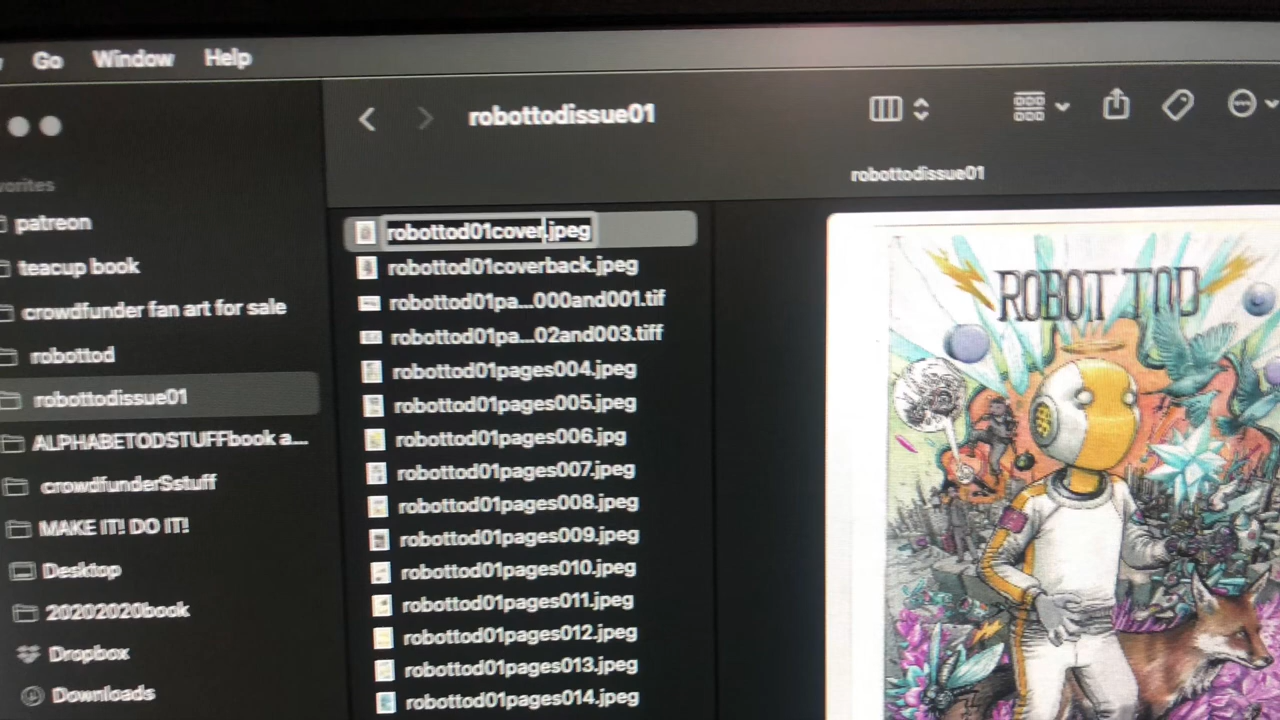 Go Window Help
robottodissue01
robottodissue01
vorites
patreon
teacup book
crowdfunder fan art for sale
robottod
robottodissue01
ALPHABETODSTUFFbook a...
crowdfunderSstuff
MAKE IT! DO IT!
Desktop
20202020book
Dropbox
Downloads
robottod01cover.jpeg
robottod01coverback.jpeg
robottod01pa...000and001.tif
robottod01pa...02and003.tiff
robottod01pages004.jpeg
robottod01pages005.jpeg
robottod01pages006.jpg
robottod01pages007.jpeg
robottod01pages008.jpeg
robottod01pages009.jpeg
robottod01pages010.jpeg
robottod01pages011.jpeg
robottod01pages012.jpeg
robottod01pages013.jpeg
robottod01pages014.jpeg
ROBOT TOD